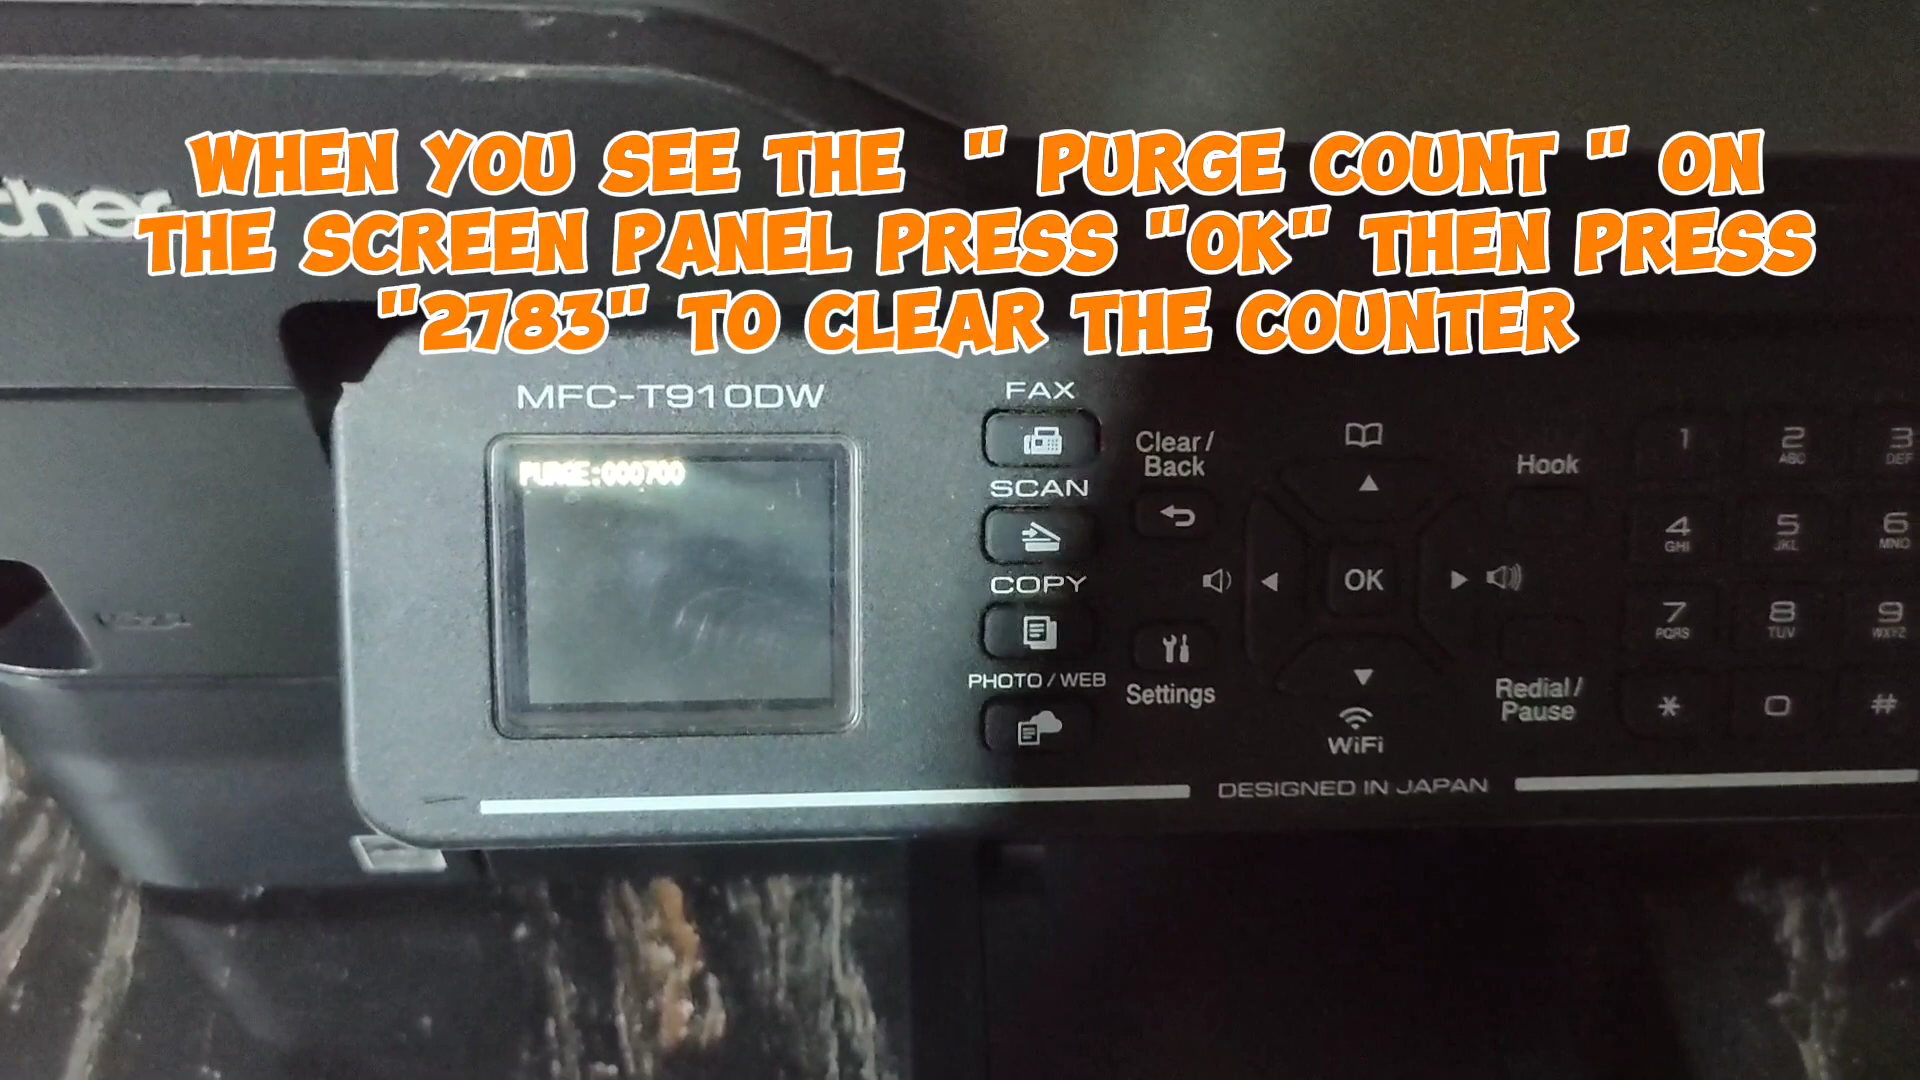 WHEN YOU SEE THE " PURGE COUNT " ON
THE SCREEN PANEL PRESS "OK" THEN PRESS
"2783" TO CLEAR THE COUNTER
ther
MFC-T910DW
PURGE:000700
FAX
SCAN
COPY
PHOTO / WEB
Clear /
Back
Settings
OK
WiFi
Hook
Redial /
Pause
1
2
ABC
3
DEF
4
GHI
5
JKL
6
MNO
7
PQRS
8
TUV
9
WXYZ
*
0
#
DESIGNED IN JAPAN